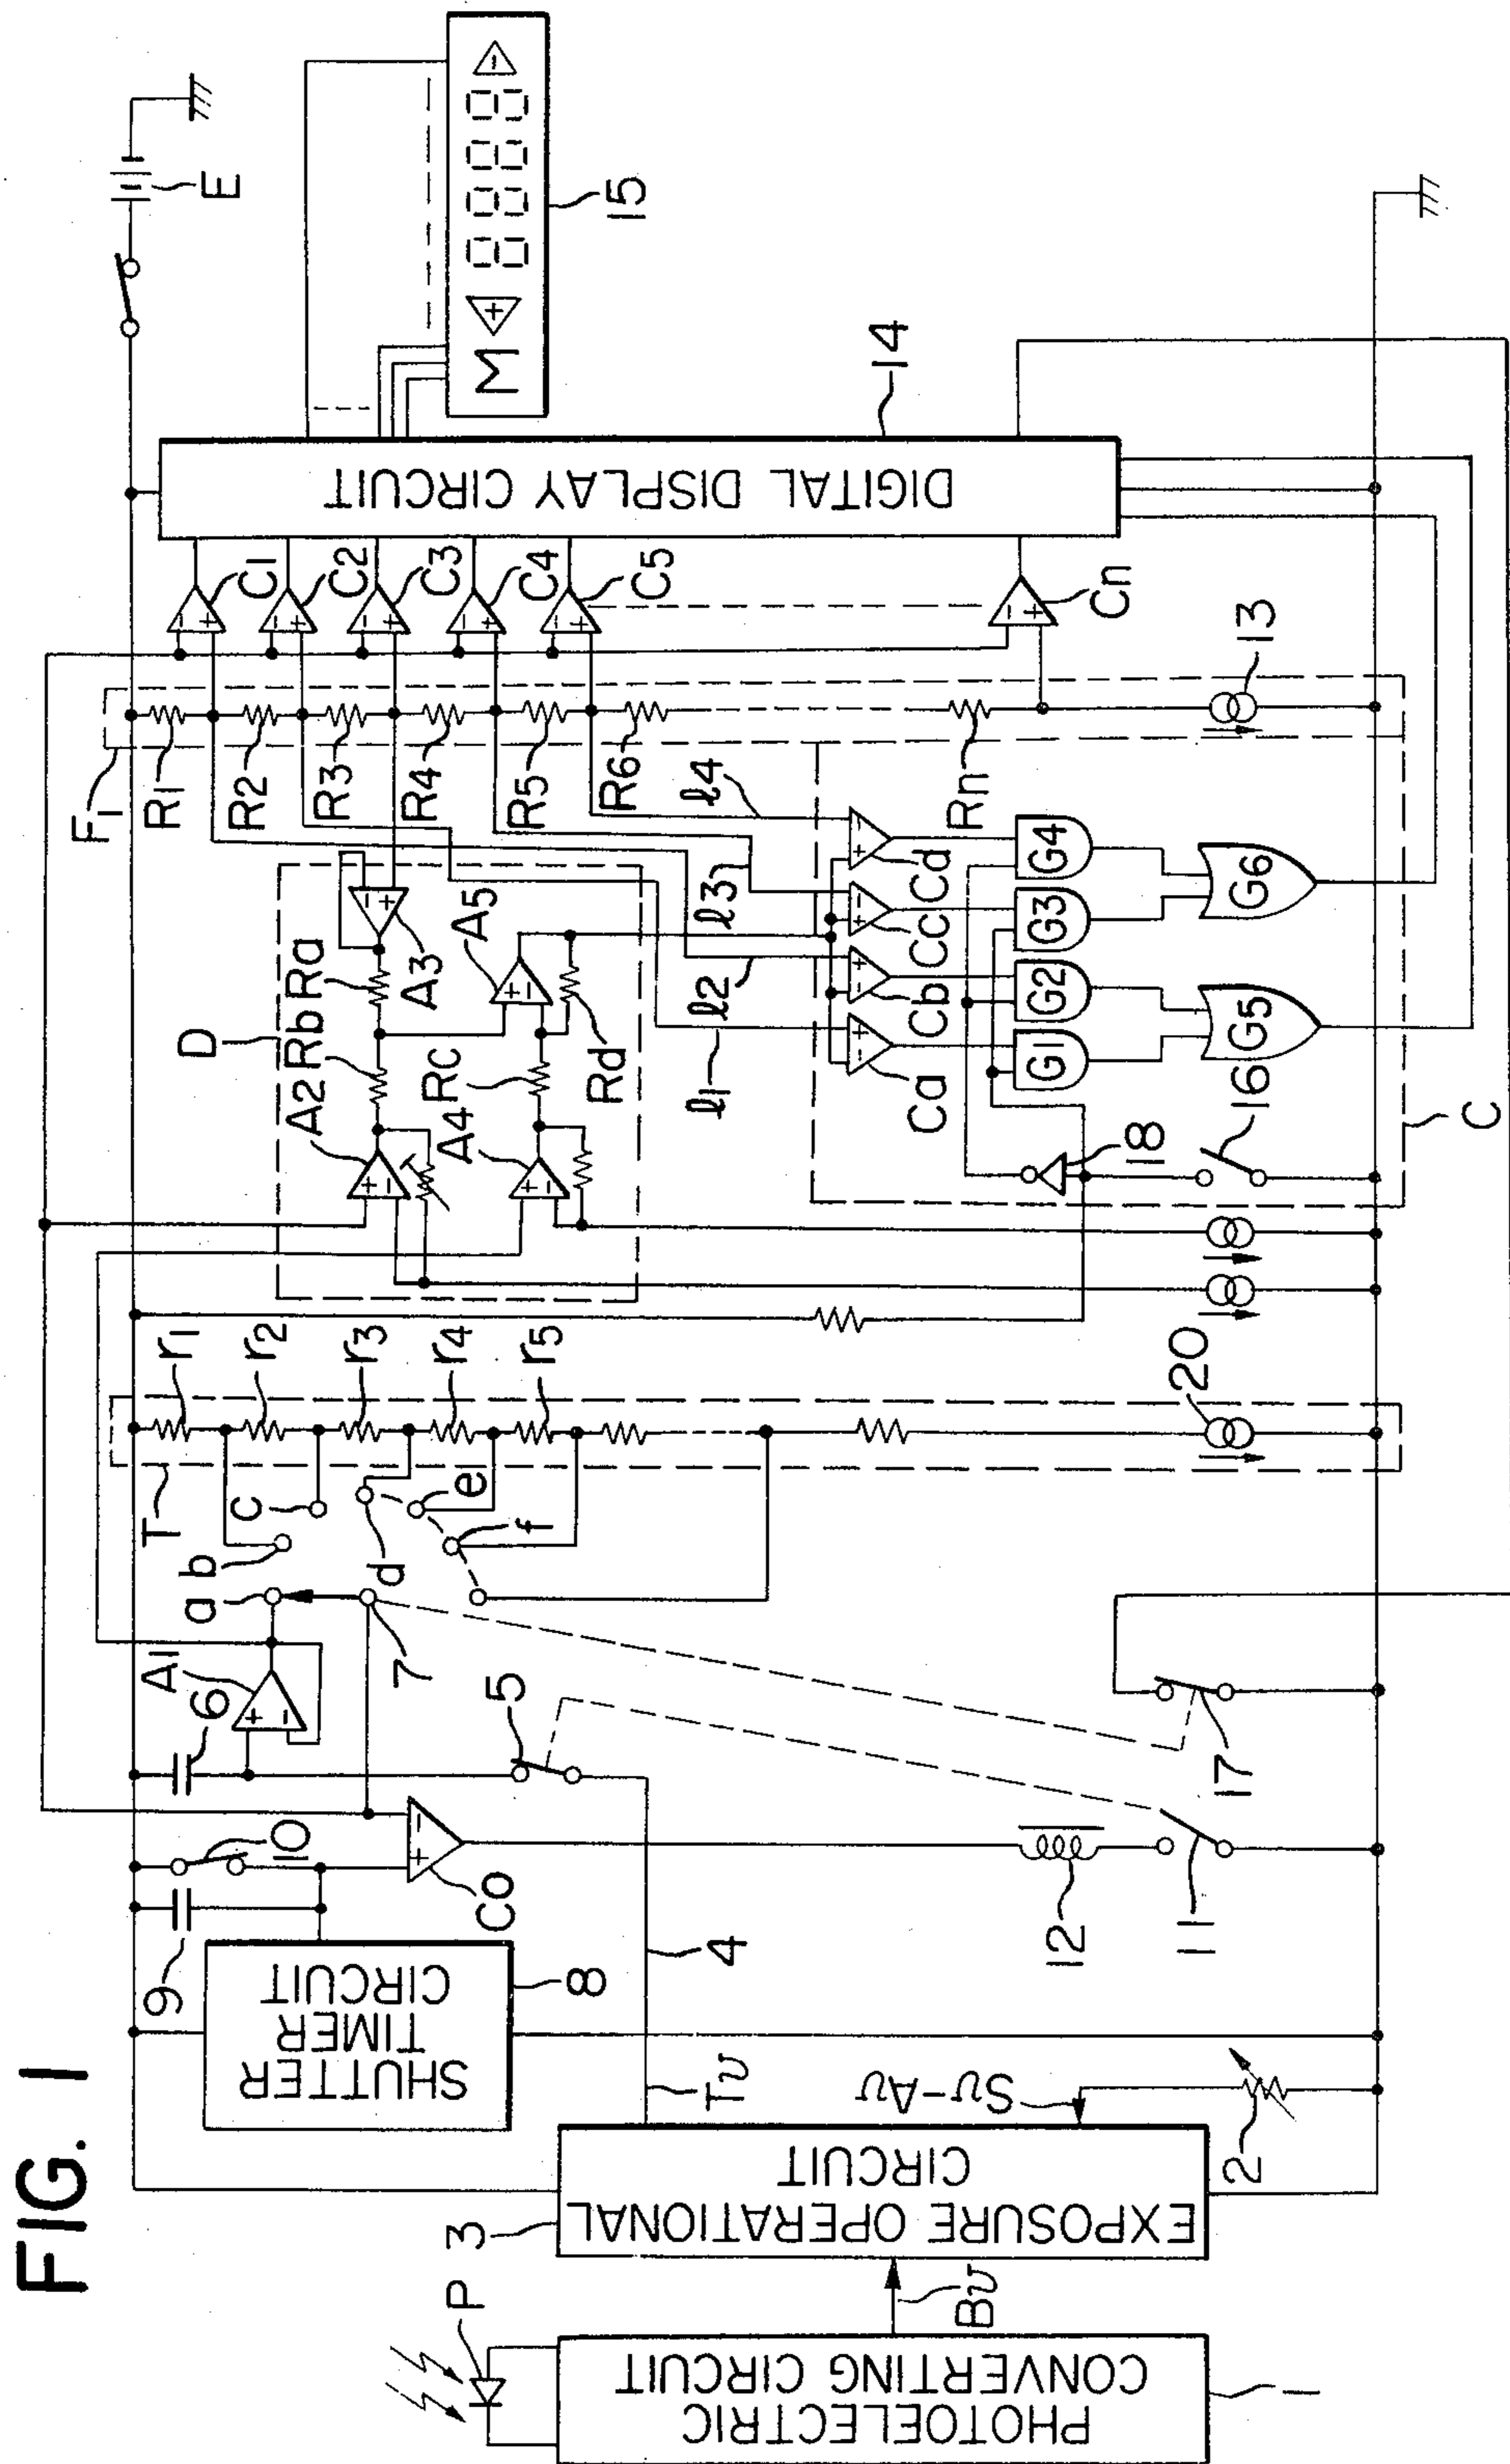 FIG. 1
PHOTOELECTRIC
CONVERTING CIRCUIT
1
P
Bv
EXPOSURE OPERATIONAL
CIRCUIT
3
2
Sv-Av
Tv
4
SHUTTER
TIMER
CIRCUIT
8
9
10
C0
12
11
5
6
A1
7
17
a
b
c
d
e
f
T
r1
r2
r3
r4
r5
20
D
A2
Rb
Ra
A3
A4
Rc
Rd
A5
18
16
C
Ca
Cb
Cc
Cd
G1
G2
G3
G4
G5
G6
l1
l2
l3
l4
F1
R1
R2
R3
R4
R5
R6
Rn
13
C1
C2
C3
C4
C5
Cn
DIGITAL DISPLAY CIRCUIT
14
M + 8888 -
15
E